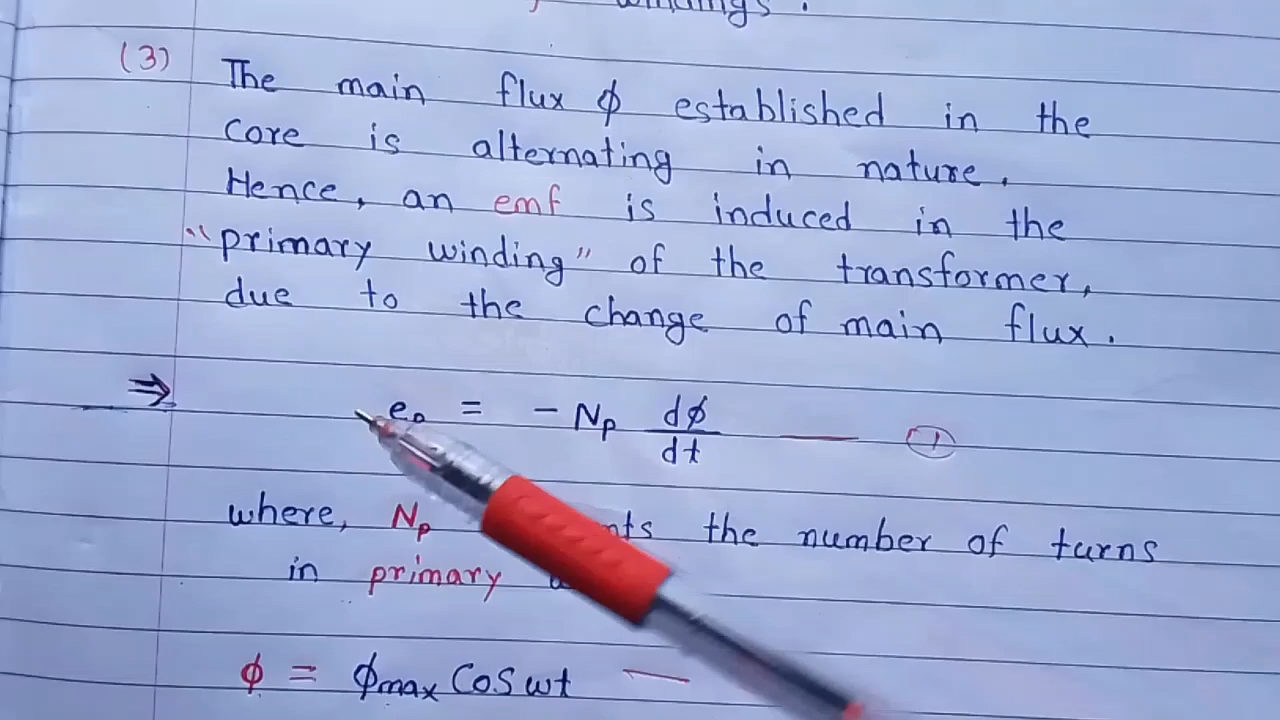 windings.
(3) The main flux ϕ established in the
core is alternating in nature.
Hence, an emf is induced in the
"primary winding" of the transformer,
due to the change of main flux.
⇒ eₚ = - Nₚ dϕ/dt — ①
where, Nₚ the number of turns
in primary
ϕ = ϕmax Cos ωt —